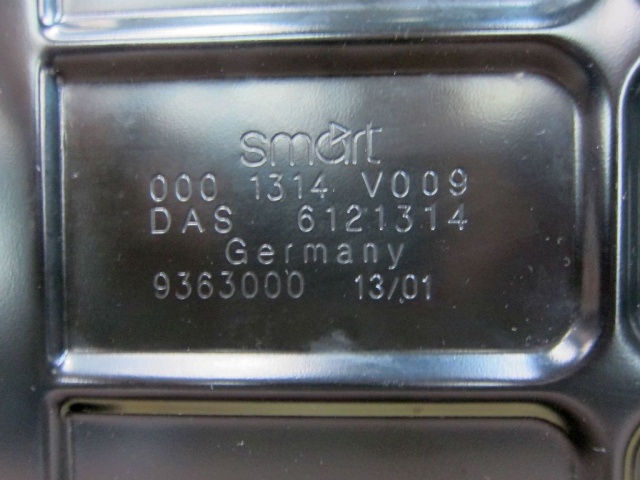 smart
000 1314 V009
DAS 6121314
Germany
9363000 13/01